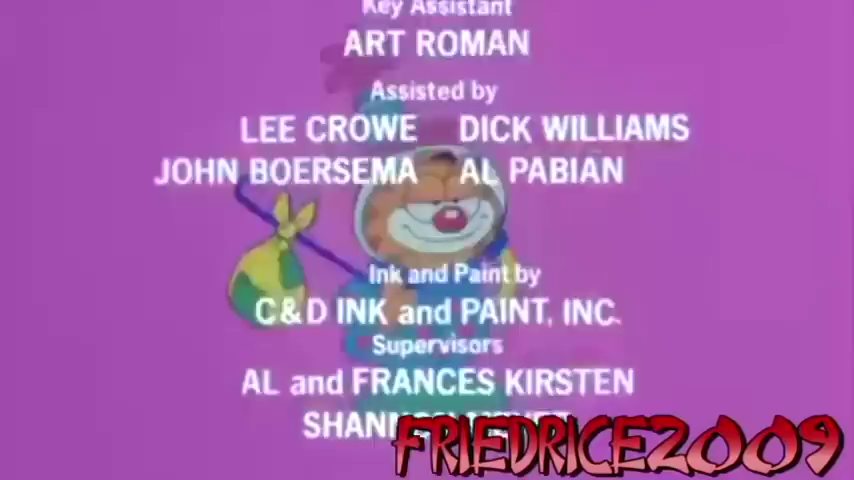 Key Assistant
ART ROMAN
Assisted by
LEE CROWE DICK WILLIAMS
JOHN BOERSEMA AL PABIAN
Ink and Paint by
C&D INK and PAINT, INC.
Supervisors
AL and FRANCES KIRSTEN
FRIEDRICE2009